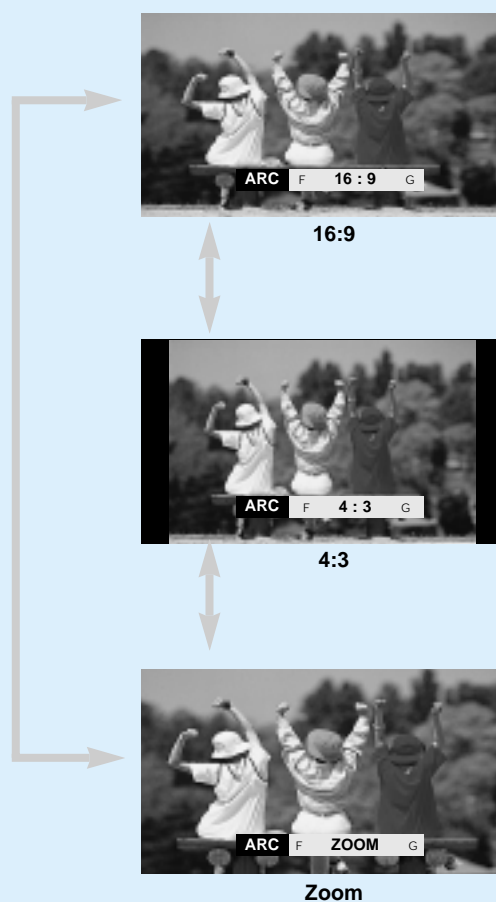 ARC F 16 : 9 G
16:9
ARC F 4 : 3 G
4:3
ARC F ZOOM G
Zoom